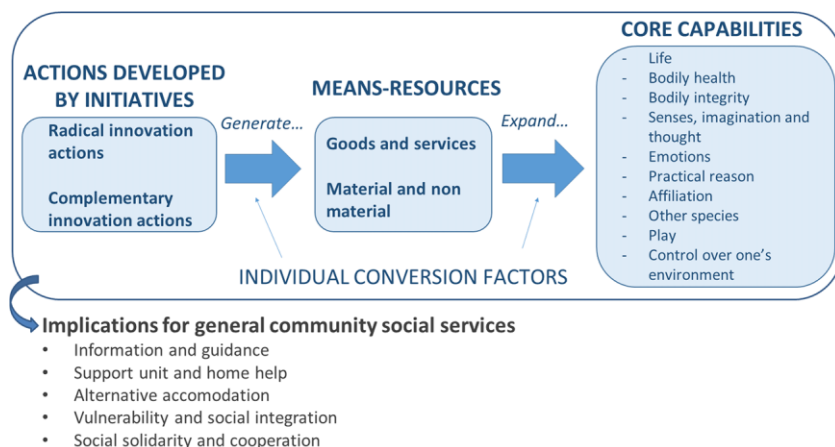 CORE CAPABILITIES
ACTIONS DEVELOPED
BY INITIATIVES
MEANS-RESOURCES
Radical innovation
actions
Complementary
innovation actions
Generate...
Goods and services
Material and non
material
Expand...
- Life
- Bodily health
- Bodily integrity
- Senses, imagination and
thought
- Emotions
- Practical reason
- Affiliation
- Other species
- Play
- Control over one's
environment
INDIVIDUAL CONVERSION FACTORS
Implications for general community social services
• Information and guidance
• Support unit and home help
• Alternative accomodation
• Vulnerability and social integration
• Social solidarity and cooperation